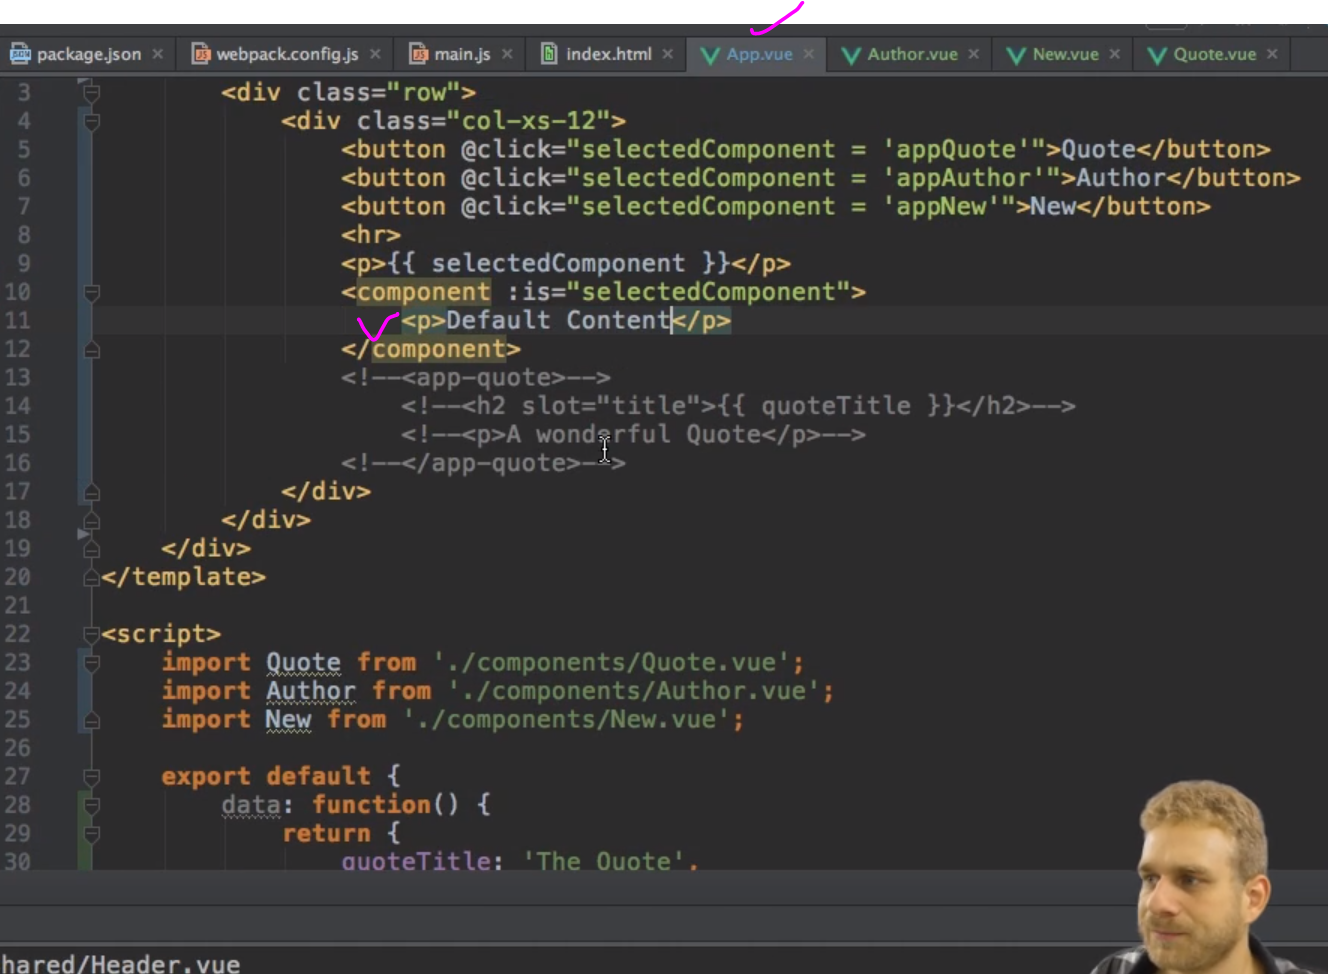 package.json × webpack.config.js × main.js × index.html × App.vue × Author.vue × New.vue × Quote.vue ×
3 <div class="row">
4 <div class="col-xs-12">
5 <button @click="selectedComponent = 'appQuote'">Quote</button>
6 <button @click="selectedComponent = 'appAuthor'">Author</button>
7 <button @click="selectedComponent = 'appNew'">New</button>
8 <hr>
9 <p>{{ selectedComponent }}</p>
10 <component :is="selectedComponent">
11 <p>Default Content</p>
12 </component>
13 <!--<app-quote>-->
14 <!--<h2 slot="title">{{ quoteTitle }}</h2>-->
15 <!--<p>A wonderful Quote</p>-->
16 <!--</app-quote>-->
17 </div>
18 </div>
19 </div>
20 </template>
21
22 <script>
23 import Quote from './components/Quote.vue';
24 import Author from './components/Author.vue';
25 import New from './components/New.vue';
26
27 export default {
28 data: function() {
29 return {
30 quoteTitle: 'The Quote',
hared/Header.vue